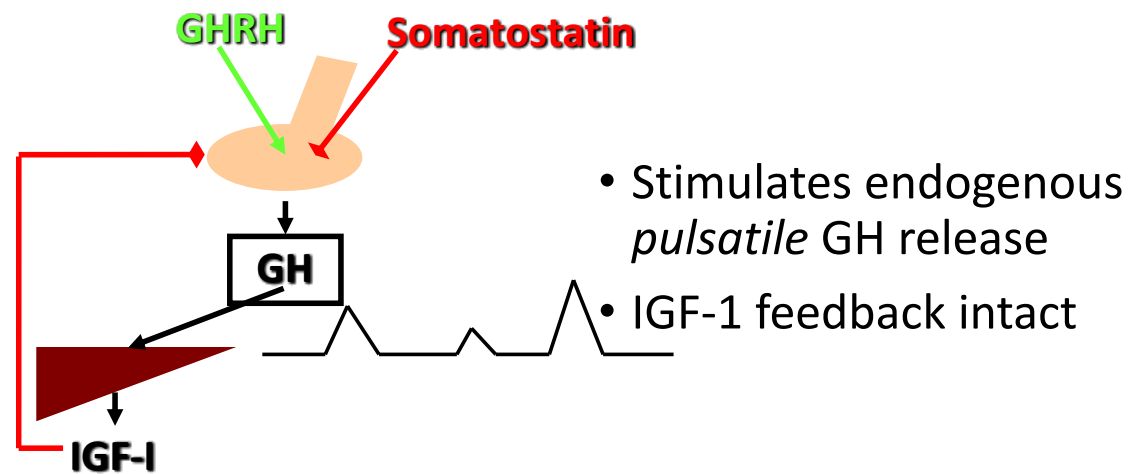 GHRH
Somatostatin
GH
IGF-I
• Stimulates endogenous
pulsatile GH release
• IGF-1 feedback intact